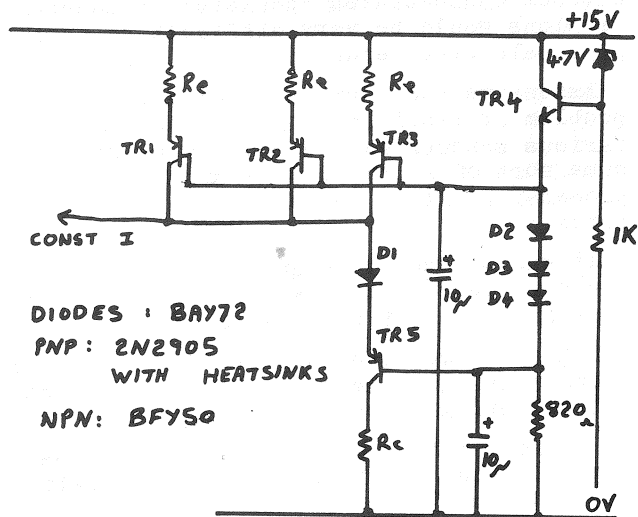 +15V
4.7V
Re
Re
Re
TR4
TR1
TR2
TR3
CONST I
D1
D2
D3
D4
1K
+
10μ
DIODES : BAY72
PNP: 2N2905
WITH HEATSINKS
NPN: BFY50
TR5
Rc
+
10μ
820Ω
0V